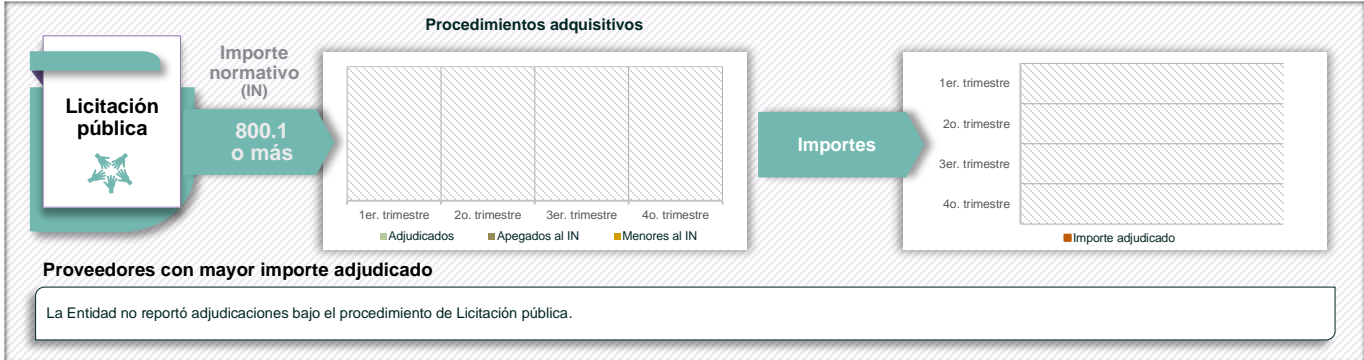 Procedimientos adquisitivos
Licitación
pública
Importe
normativo
(IN)
800.1
o más
1er. trimestre 2o. trimestre 3er. trimestre 4o. trimestre
Adjudicados Apegados al IN Menores al IN
Importes
1er. trimestre
2o. trimestre
3er. trimestre
4o. trimestre
Importe adjudicado
Proveedores con mayor importe adjudicado
La Entidad no reportó adjudicaciones bajo el procedimiento de Licitación pública.